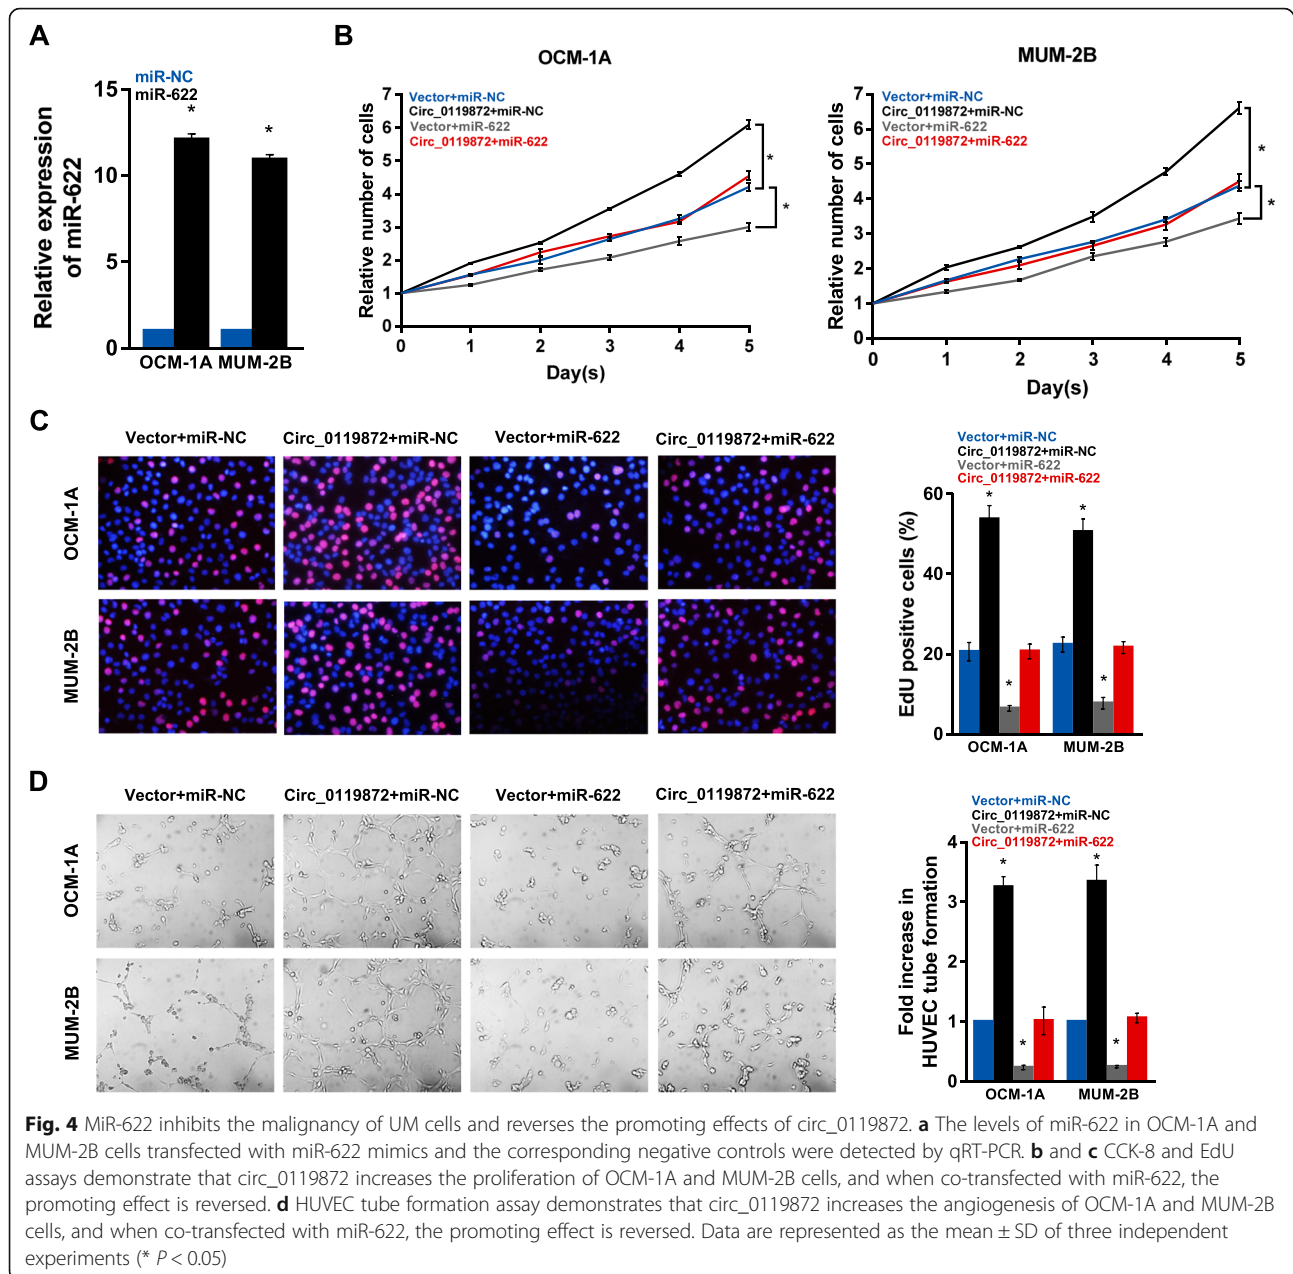 A
miR-NC
miR-622
Relative expression
of miR-622
15
10
5
0
*
*
OCM-1A MUM-2B
B
OCM-1A
Vector+miR-NC
Circ_0119872+miR-NC
Vector+miR-622
Circ_0119872+miR-622
Relative number of cells
7
6
5
4
3
2
1
0
0 1 2 3 4 5
Day(s)
*
*
MUM-2B
Vector+miR-NC
Circ_0119872+miR-NC
Vector+miR-622
Circ_0119872+miR-622
Relative number of cells
7
6
5
4
3
2
1
0
0 1 2 3 4 5
Day(s)
*
*
C
Vector+miR-NC Circ_0119872+miR-NC Vector+miR-622 Circ_0119872+miR-622
OCM-1A
MUM-2B
Vector+miR-NC
Circ_0119872+miR-NC
Vector+miR-622
Circ_0119872+miR-622
EdU positive cells (%)
60
40
20
0
*
*
*
*
OCM-1A MUM-2B
D
Vector+miR-NC Circ_0119872+miR-NC Vector+miR-622 Circ_0119872+miR-622
OCM-1A
MUM-2B
Vector+miR-NC
Circ_0119872+miR-NC
Vector+miR-622
Circ_0119872+miR-622
Fold increase in
HUVEC tube formation
4
3
2
1
0
*
*
*
*
OCM-1A MUM-2B
Fig. 4 MiR-622 inhibits the malignancy of UM cells and reverses the promoting effects of circ_0119872. a The levels of miR-622 in OCM-1A and
MUM-2B cells transfected with miR-622 mimics and the corresponding negative controls were detected by qRT-PCR. b and c CCK-8 and EdU
assays demonstrate that circ_0119872 increases the proliferation of OCM-1A and MUM-2B cells, and when co-transfected with miR-622, the
promoting effect is reversed. d HUVEC tube formation assay demonstrates that circ_0119872 increases the angiogenesis of OCM-1A and MUM-2B
cells, and when co-transfected with miR-622, the promoting effect is reversed. Data are represented as the mean ± SD of three independent
experiments (* P < 0.05)